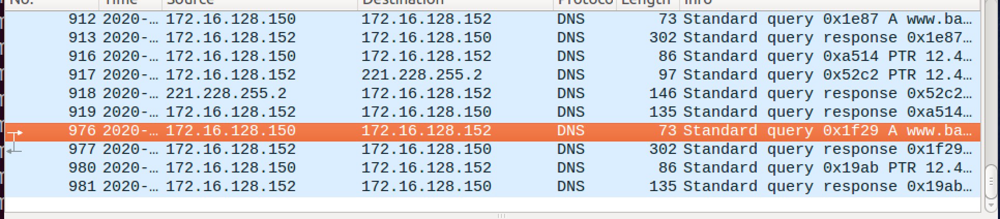 No. Time Source Destination Protoco Length Info
912 2020-… 172.16.128.150 172.16.128.152 DNS 73 Standard query 0x1e87 A www.ba…
913 2020-… 172.16.128.152 172.16.128.150 DNS 302 Standard query response 0x1e87…
916 2020-… 172.16.128.150 172.16.128.152 DNS 86 Standard query 0xa514 PTR 12.4…
917 2020-… 172.16.128.152 221.228.255.2 DNS 97 Standard query 0x52c2 PTR 12.4…
918 2020-… 221.228.255.2 172.16.128.152 DNS 146 Standard query response 0x52c2…
919 2020-… 172.16.128.152 172.16.128.150 DNS 135 Standard query response 0xa514…
976 2020-… 172.16.128.150 172.16.128.152 DNS 73 Standard query 0x1f29 A www.ba…
977 2020-… 172.16.128.152 172.16.128.150 DNS 302 Standard query response 0x1f29…
980 2020-… 172.16.128.150 172.16.128.152 DNS 86 Standard query 0x19ab PTR 12.4…
981 2020-… 172.16.128.152 172.16.128.150 DNS 135 Standard query response 0x19ab…